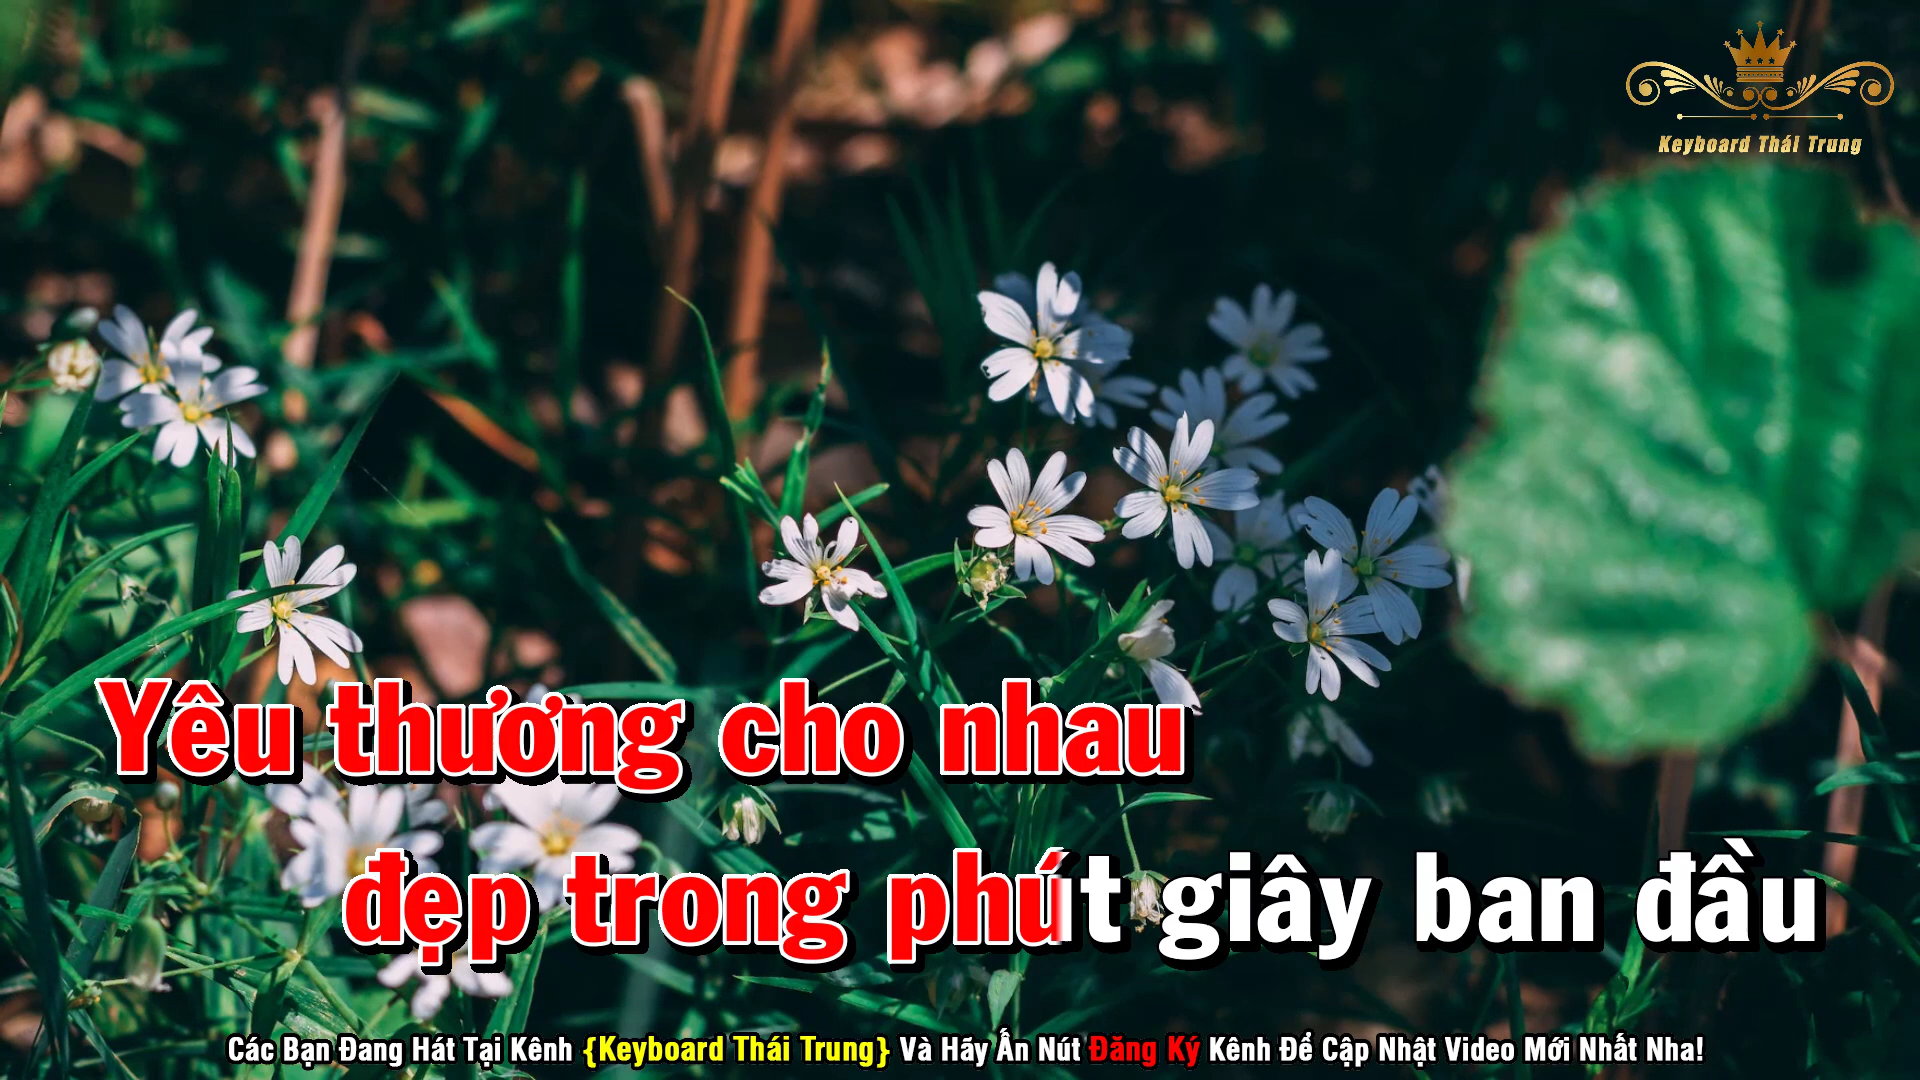 Keyboard Thái Trung
Yêu thương cho nhau
đẹp trong phút giây ban đầu
Các Bạn Đang Hát Tại Kênh {Keyboard Thái Trung} Và Hãy Ấn Nút Đăng Ký Kênh Để Cập Nhật Video Mới Nhất Nha!